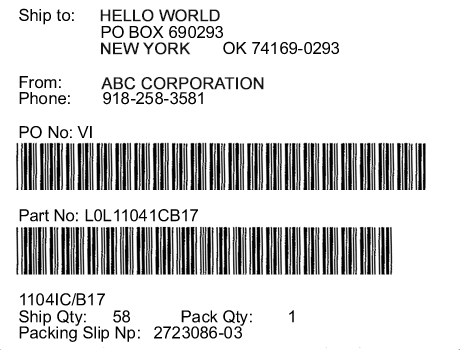 Ship to: HELLO WORLD
PO BOX 690293
NEW YORK OK 74169-0293
From: ABC CORPORATION
Phone: 918-258-3581
PO No: VI
Part No: L0L11041CB17
1104IC/B17
Ship Qty: 58 Pack Qty: 1
Packing Slip Np: 2723086-03